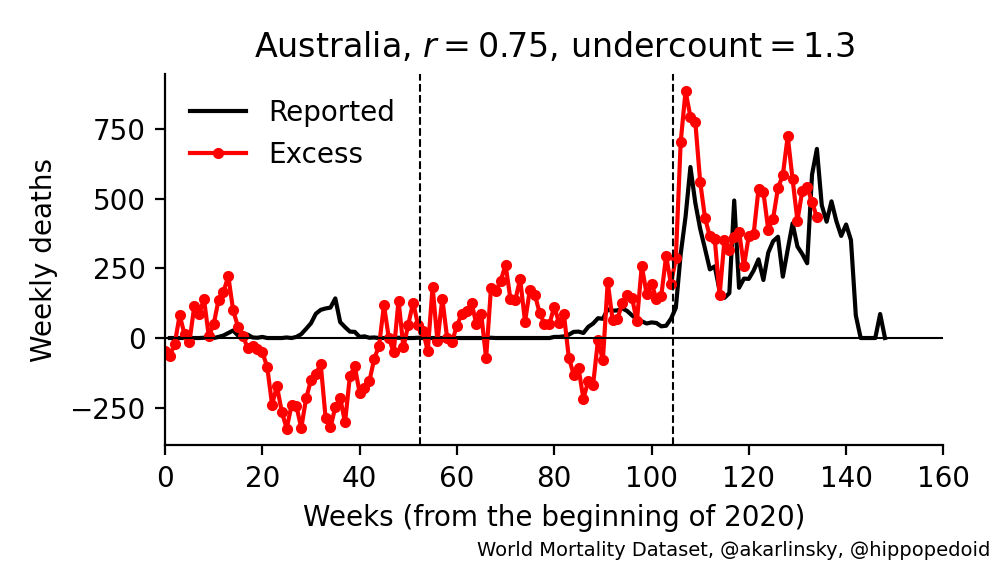 Australia, r = 0.75, undercount = 1.3
Reported
Excess
Weekly deaths
750
500
250
0
−250
0 20 40 60 80 100 120 140 160
Weeks (from the beginning of 2020)
World Mortality Dataset, @akarlinsky, @hippopedoid